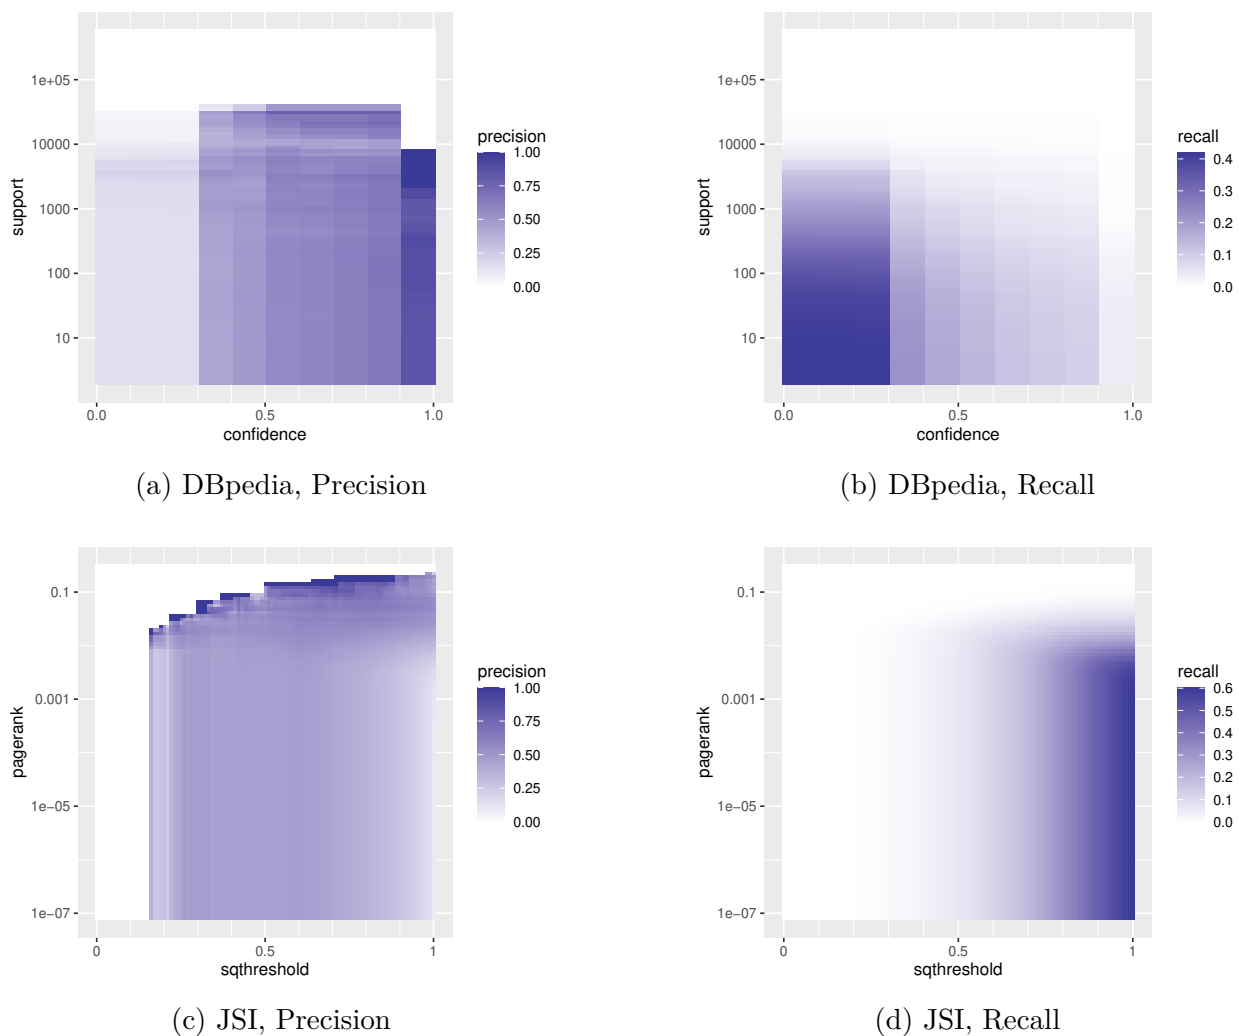 1e+05
10000
1000
100
10
support
0.0 0.5 1.0
confidence
precision
1.00
0.75
0.50
0.25
0.00
(a) DBpedia, Precision
1e+05
10000
1000
100
10
support
0.0 0.5 1.0
confidence
recall
0.4
0.3
0.2
0.1
0.0
(b) DBpedia, Recall
0.1
0.001
1e−05
1e−07
pagerank
0 0.5 1
sqthreshold
precision
1.00
0.75
0.50
0.25
0.00
(c) JSI, Precision
0.1
0.001
1e−05
1e−07
pagerank
0 0.5 1
sqthreshold
recall
0.6
0.5
0.4
0.3
0.2
0.1
0.0
(d) JSI, Recall